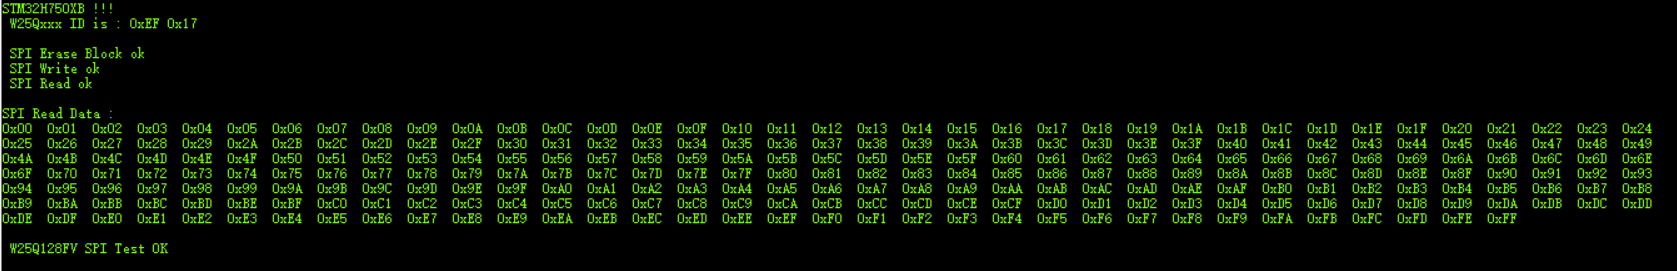 STM32H750XB !!!
W25Qxxx ID is : 0xEF 0x17
SPI Erase Block ok
SPI Write ok
SPI Read ok
SPI Read Data :
0x00 0x01 0x02 0x03 0x04 0x05 0x06 0x07 0x08 0x09 0x0A 0x0B 0x0C 0x0D 0x0E 0x0F 0x10 0x11 0x12 0x13 0x14 0x15 0x16 0x17 0x18 0x19 0x1A 0x1B 0x1C 0x1D 0x1E 0x1F 0x20 0x21 0x22 0x23 0x24
0x25 0x26 0x27 0x28 0x29 0x2A 0x2B 0x2C 0x2D 0x2E 0x2F 0x30 0x31 0x32 0x33 0x34 0x35 0x36 0x37 0x38 0x39 0x3A 0x3B 0x3C 0x3D 0x3E 0x3F 0x40 0x41 0x42 0x43 0x44 0x45 0x46 0x47 0x48 0x49
0x4A 0x4B 0x4C 0x4D 0x4E 0x4F 0x50 0x51 0x52 0x53 0x54 0x55 0x56 0x57 0x58 0x59 0x5A 0x5B 0x5C 0x5D 0x5E 0x5F 0x60 0x61 0x62 0x63 0x64 0x65 0x66 0x67 0x68 0x69 0x6A 0x6B 0x6C 0x6D 0x6E
0x6F 0x70 0x71 0x72 0x73 0x74 0x75 0x76 0x77 0x78 0x79 0x7A 0x7B 0x7C 0x7D 0x7E 0x7F 0x80 0x81 0x82 0x83 0x84 0x85 0x86 0x87 0x88 0x89 0x8A 0x8B 0x8C 0x8D 0x8E 0x8F 0x90 0x91 0x92 0x93
0x94 0x95 0x96 0x97 0x98 0x99 0x9A 0x9B 0x9C 0x9D 0x9E 0x9F 0xA0 0xA1 0xA2 0xA3 0xA4 0xA5 0xA6 0xA7 0xA8 0xA9 0xAA 0xAB 0xAC 0xAD 0xAE 0xAF 0xB0 0xB1 0xB2 0xB3 0xB4 0xB5 0xB6 0xB7 0xB8
0xB9 0xBA 0xBB 0xBC 0xBD 0xBE 0xBF 0xC0 0xC1 0xC2 0xC3 0xC4 0xC5 0xC6 0xC7 0xC8 0xC9 0xCA 0xCB 0xCC 0xCD 0xCE 0xCF 0xD0 0xD1 0xD2 0xD3 0xD4 0xD5 0xD6 0xD7 0xD8 0xD9 0xDA 0xDB 0xDC 0xDD
0xDE 0xDF 0xE0 0xE1 0xE2 0xE3 0xE4 0xE5 0xE6 0xE7 0xE8 0xE9 0xEA 0xEB 0xEC 0xED 0xEE 0xEF 0xF0 0xF1 0xF2 0xF3 0xF4 0xF5 0xF6 0xF7 0xF8 0xF9 0xFA 0xFB 0xFC 0xFD 0xFE 0xFF
W25Q128FV SPI Test OK